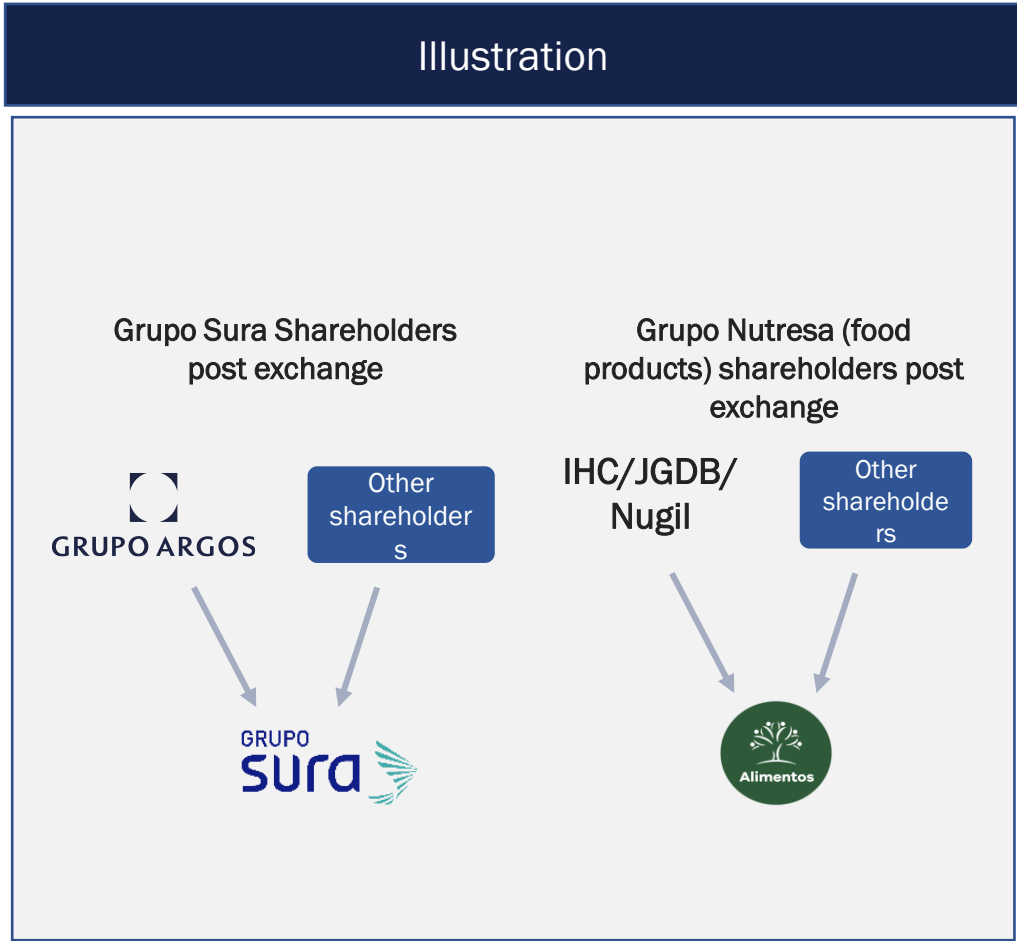 Illustration
Grupo Sura Shareholders
post exchange
Grupo Nutresa (food
products) shareholders post
exchange
GRUPO ARGOS
Other
shareholder
s
IHC/JGDB/
Nugil
Other
shareholde
rs
GRUPO
sura
Alimentos